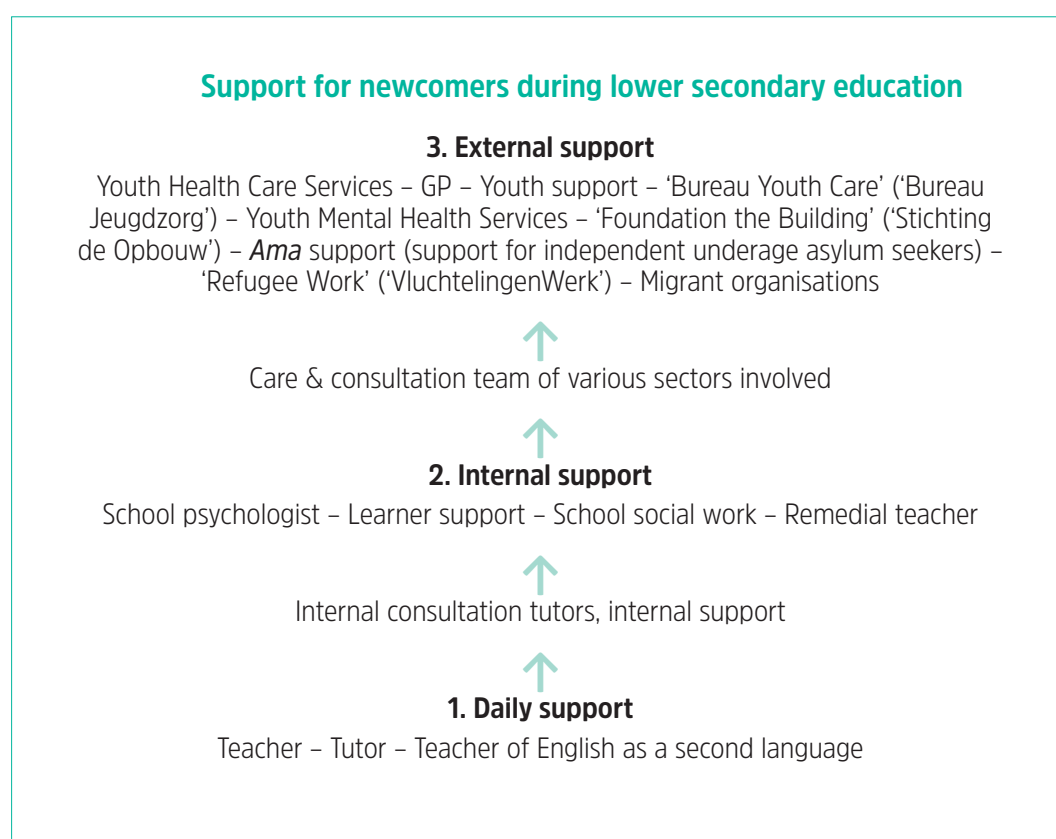 Support for newcomers during lower secondary education
3. External support
Youth Health Care Services – GP – Youth support – ‘Bureau Youth Care’ (‘Bureau
Jeugdzorg’) – Youth Mental Health Services – ‘Foundation the Building’ (‘Stichting
de Opbouw’) – Ama support (support for independent underage asylum seekers) –
‘Refugee Work’ (‘VluchtelingenWerk’) – Migrant organisations
Care & consultation team of various sectors involved
2. Internal support
School psychologist – Learner support – School social work – Remedial teacher
Internal consultation tutors, internal support
1. Daily support
Teacher – Tutor – Teacher of English as a second language